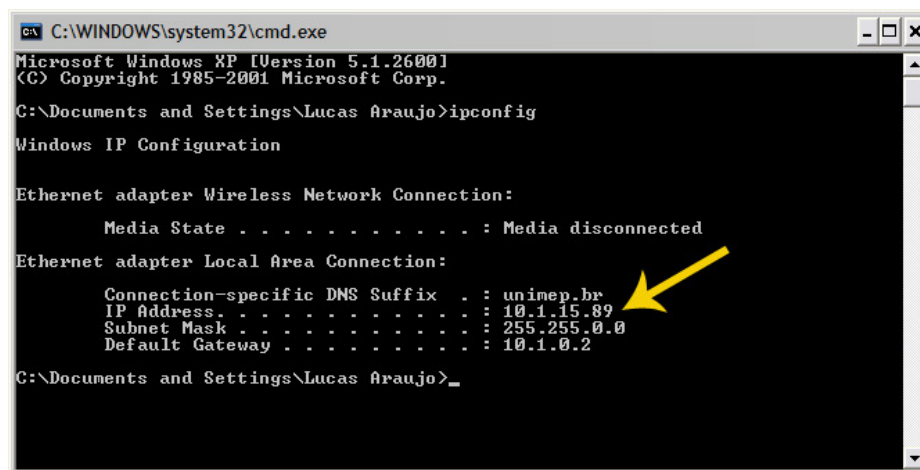 C:\WINDOWS\system32\cmd.exe
Microsoft Windows XP [Version 5.1.2600]
(C) Copyright 1985-2001 Microsoft Corp.
C:\Documents and Settings\Lucas Araujo>ipconfig
Windows IP Configuration
Ethernet adapter Wireless Network Connection:
Media State . . . . . . . . . . . : Media disconnected
Ethernet adapter Local Area Connection:
Connection-specific DNS Suffix  . : unimep.br
IP Address. . . . . . . . . . . . : 10.1.15.89
Subnet Mask . . . . . . . . . . . : 255.255.0.0
Default Gateway . . . . . . . . . : 10.1.0.2
C:\Documents and Settings\Lucas Araujo>_